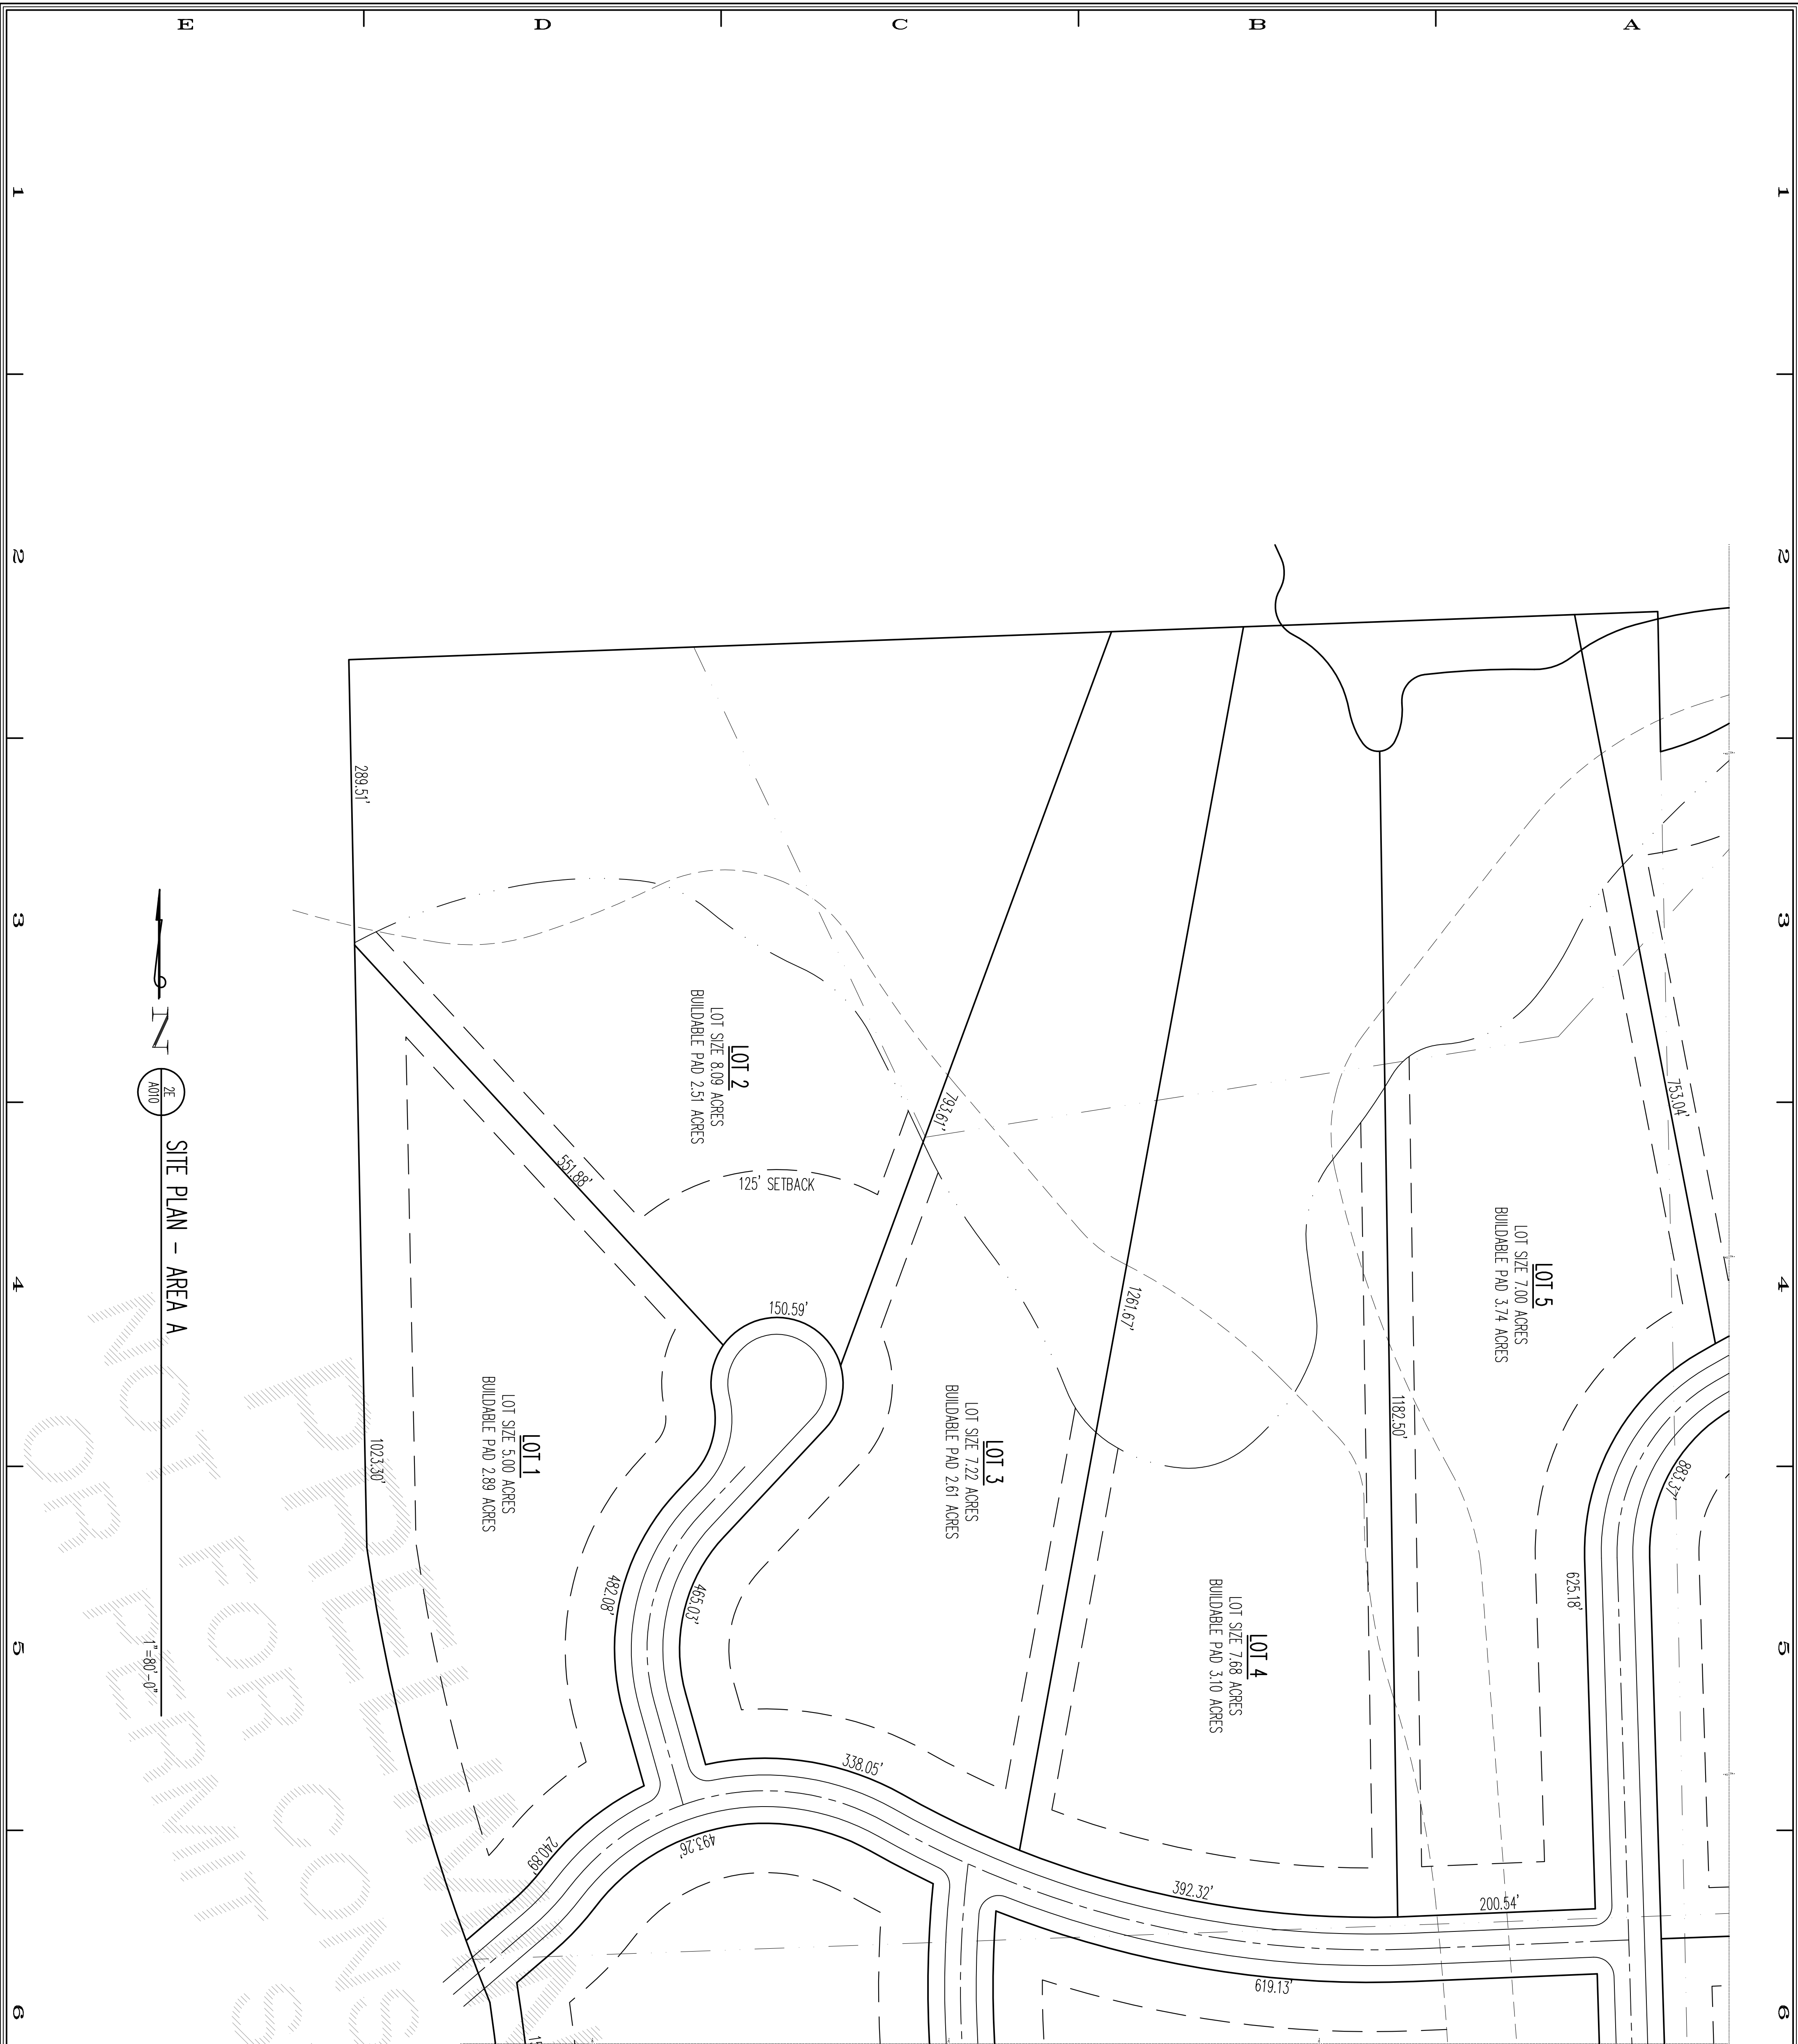 E
D
C
B
A
1
1
2
2
3
3
4
4
5
5
6
6
LOT 1
LOT SIZE 5.00 ACRES
BUILDABLE PAD 2.89 ACRES
LOT 2
LOT SIZE 8.09 ACRES
BUILDABLE PAD 2.51 ACRES
LOT 3
LOT SIZE 7.22 ACRES
BUILDABLE PAD 2.61 ACRES
LOT 4
LOT SIZE 7.68 ACRES
BUILDABLE PAD 3.10 ACRES
LOT 5
LOT SIZE 7.00 ACRES
BUILDABLE PAD 3.74 ACRES
125' SETBACK
289.51'
1023.30'
551.88'
150.59'
793.61'
1261.67'
1182.50'
753.04'
883.37'
625.18'
482.08'
465.03'
338.05'
240.89'
493.26'
392.32'
200.54'
619.13'
N
2E
A010
SITE PLAN - AREA A
1"=80'-0"
PRELIMINA
NOT FOR CONS
OR PERMIT S